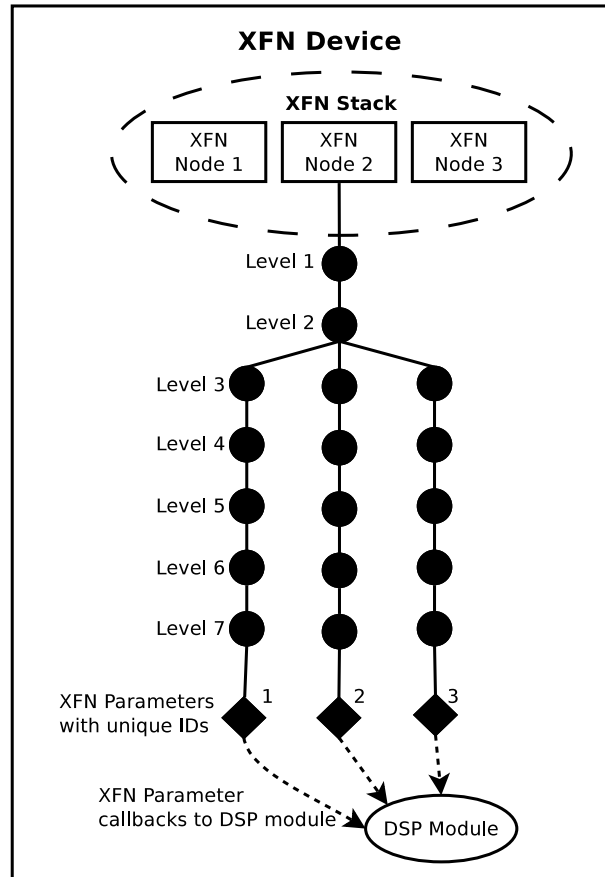 XFN Device
XFN Stack
XFN
Node 1
XFN
Node 2
XFN
Node 3
Level 1
Level 2
Level 3
Level 4
Level 5
Level 6
Level 7
XFN Parameters
with unique IDs
1
2
3
XFN Parameter
callbacks to DSP module
DSP Module